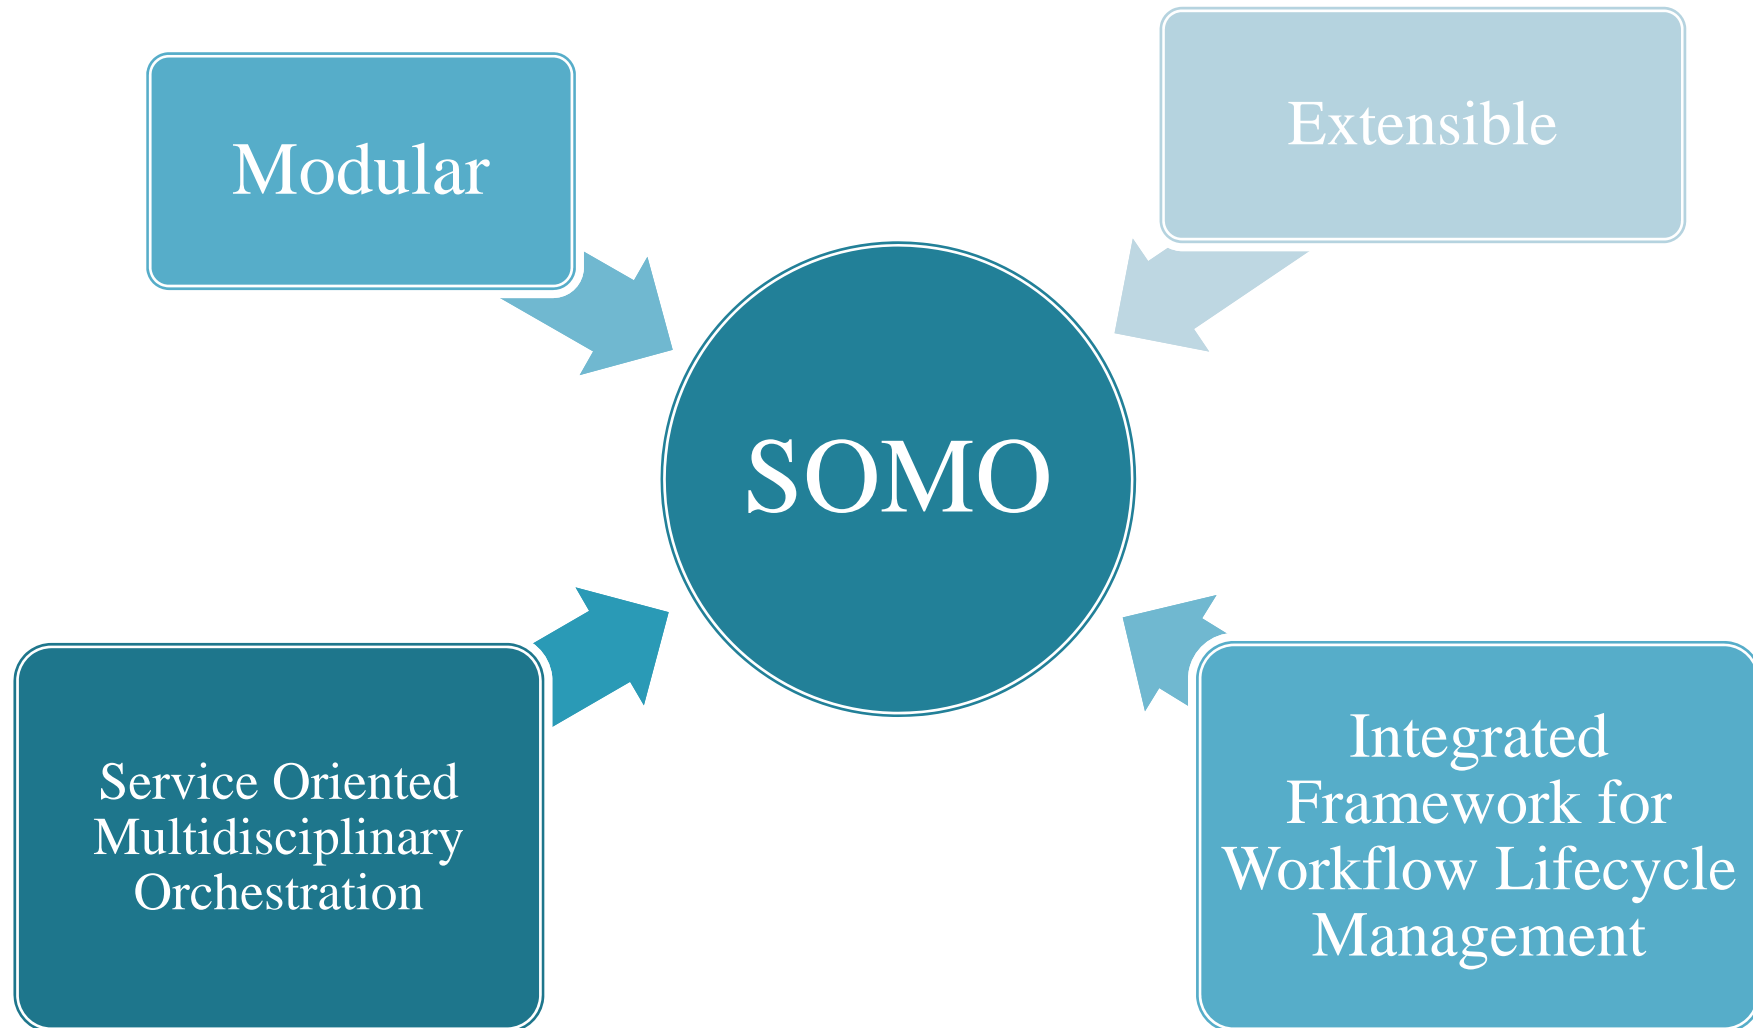 Modular
Extensible
SOMO
Service Oriented
Multidisciplinary
Orchestration
Integrated
Framework for
Workflow Lifecycle
Management